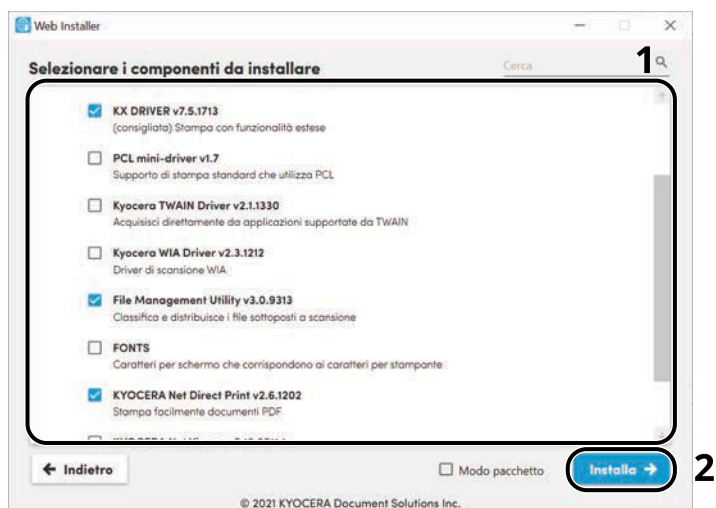 Web Installer
Selezionare i componenti da installare
Cerca
1
KX DRIVER v7.5.1713
(consigliata) Stampa con funzionalità estese
PCL mini-driver v1.7
Supporto di stampa standard che utilizza PCL
Kyocera TWAIN Driver v2.1.1330
Acquisisci direttamente da applicazioni supportate da TWAIN
Kyocera WIA Driver v2.3.1212
Driver di scansione WIA
File Management Utility v3.0.9313
Classifica e distribuisce i file sottoposti a scansione
FONTS
Caratteri per schermo che corrispondono ai caratteri per stampante
KYOCERA Net Direct Print v2.6.1202
Stampa facilmente documenti PDF
Indietro
Modo pacchetto
Installa
2
© 2021 KYOCERA Document Solutions Inc.